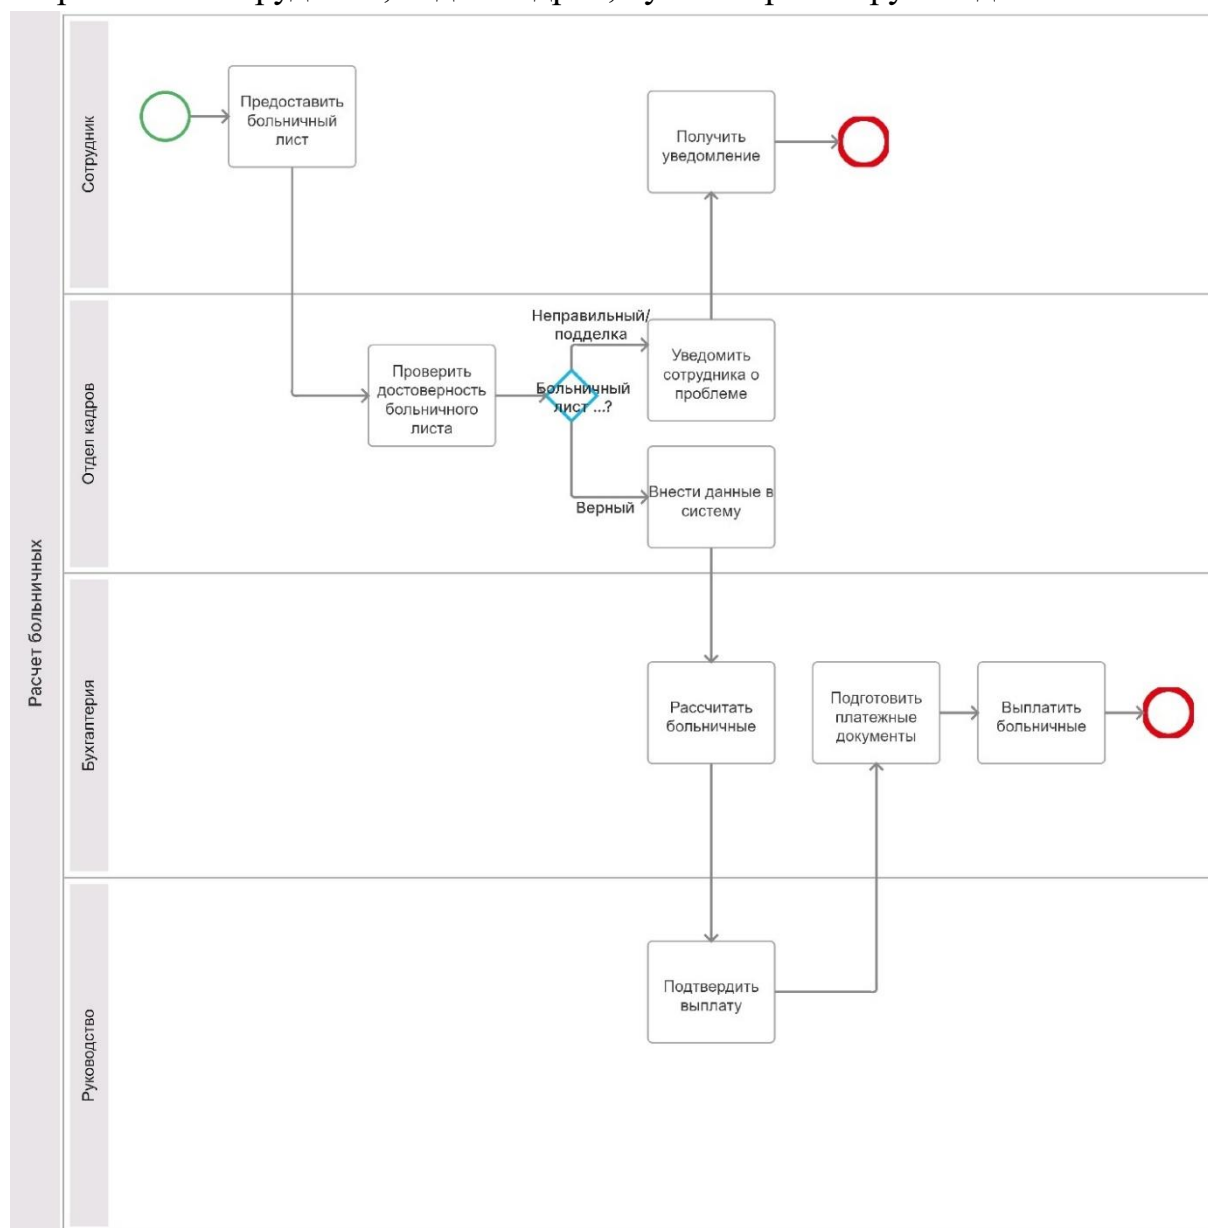 Расчет больничных
Сотрудник
Предоставить
больничный
лист
Получить
уведомление
Отдел кадров
Проверить
достоверность
больничного
листа
Больничный
лист ...?
Неправильный/
подделка
Уведомить
сотрудника о
проблеме
Верный
Внести данные в
систему
Бухгалтерия
Рассчитать
больничные
Подготовить
платежные
документы
Выплатить
больничные
Руководство
Подтвердить
выплату